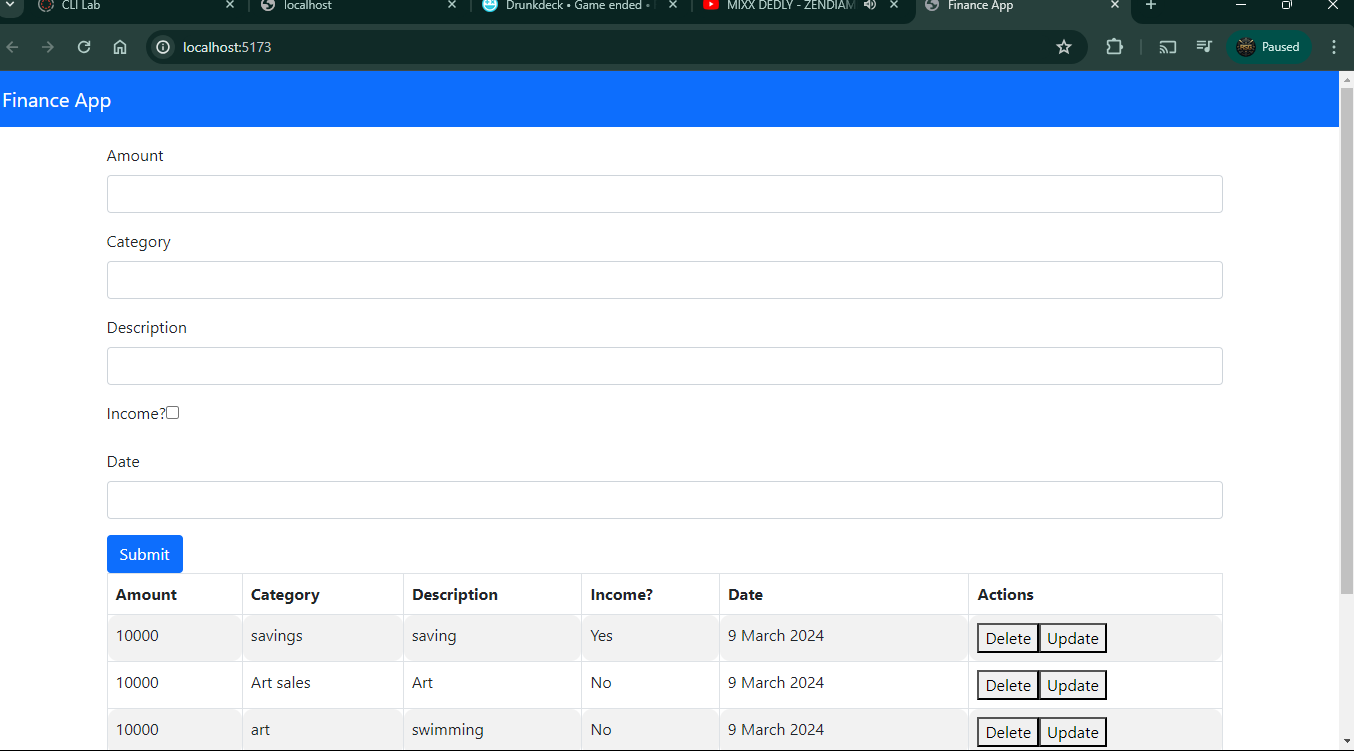 CLI Lab
localhost
Drunkdeck • Game ended •
MIXX DEDLY - ZENDIAM
Finance App
localhost:5173
Paused
Finance App
Amount
Category
Description
Income?
Date
Submit
Amount Category Description Income? Date Actions
10000 savings saving Yes 9 March 2024 Delete Update
10000 Art sales Art No 9 March 2024 Delete Update
10000 art swimming No 9 March 2024 Delete Update